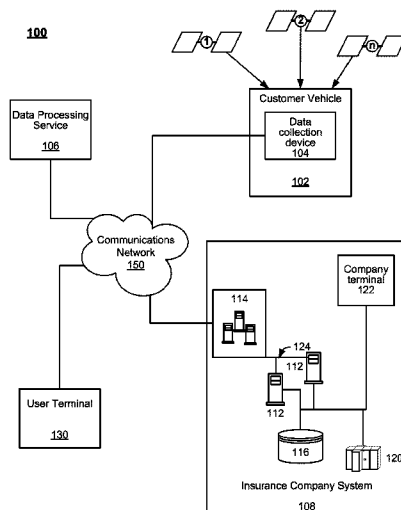 100
1
2
n
Customer Vehicle
Data
collection
device
104
102
Data Processing
Service
106
Communications
Network
150
Company
terminal
122
114
124
112
112
User Terminal
130
116
120
Insurance Company System
108